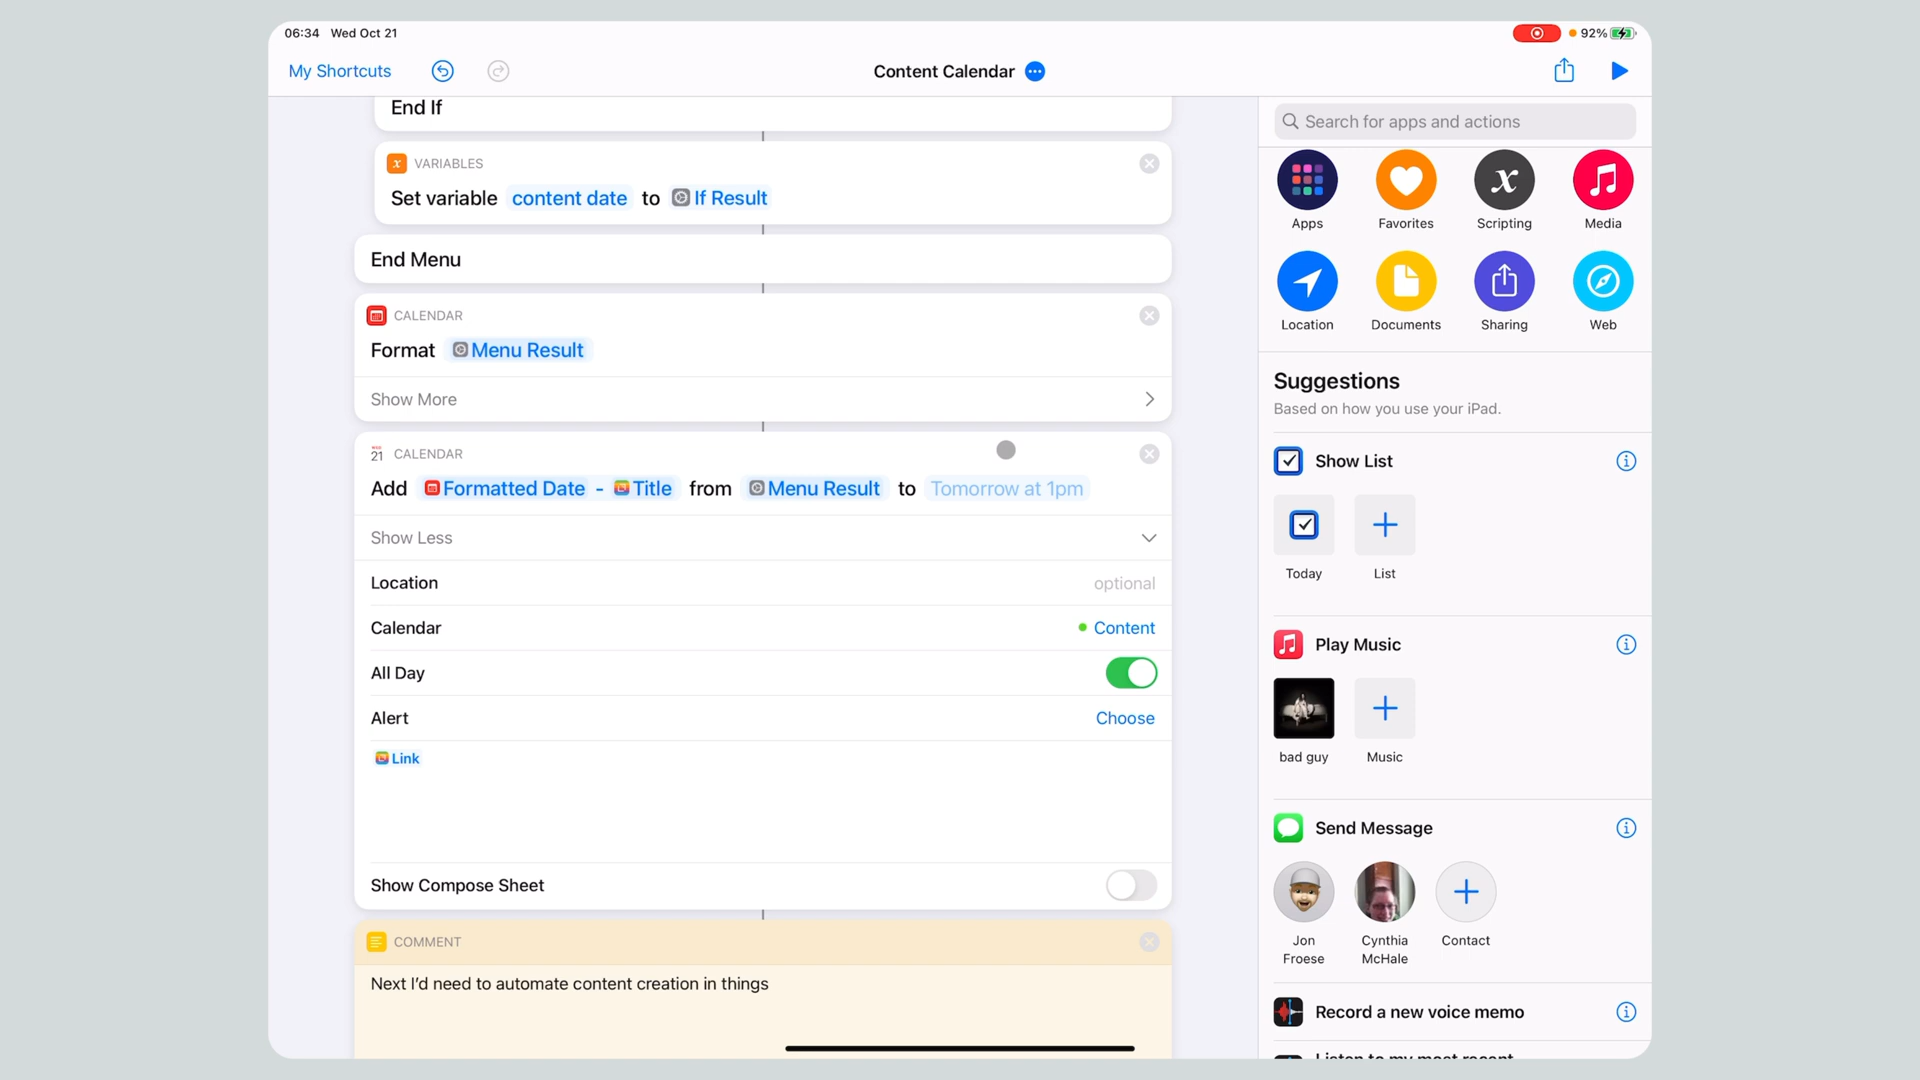 06:34 Wed Oct 21
92%
My Shortcuts
Content Calendar
End If
VARIABLES
Set variable content date to If Result
End Menu
CALENDAR
Format Menu Result
Show More
21 CALENDAR
Add Formatted Date - Title from Menu Result to Tomorrow at 1pm
Show Less
Location optional
Calendar Content
All Day
Alert Choose
Link
Show Compose Sheet
COMMENT
Next I'd need to automate content creation in things
Search for apps and actions
Apps Favorites Scripting Media
Location Documents Sharing Web
Suggestions
Based on how you use your iPad.
Show List
Today List
Play Music
bad guy Music
Send Message
Jon Froese
Cynthia McHale
Contact
Record a new voice memo
Listen to my most recent